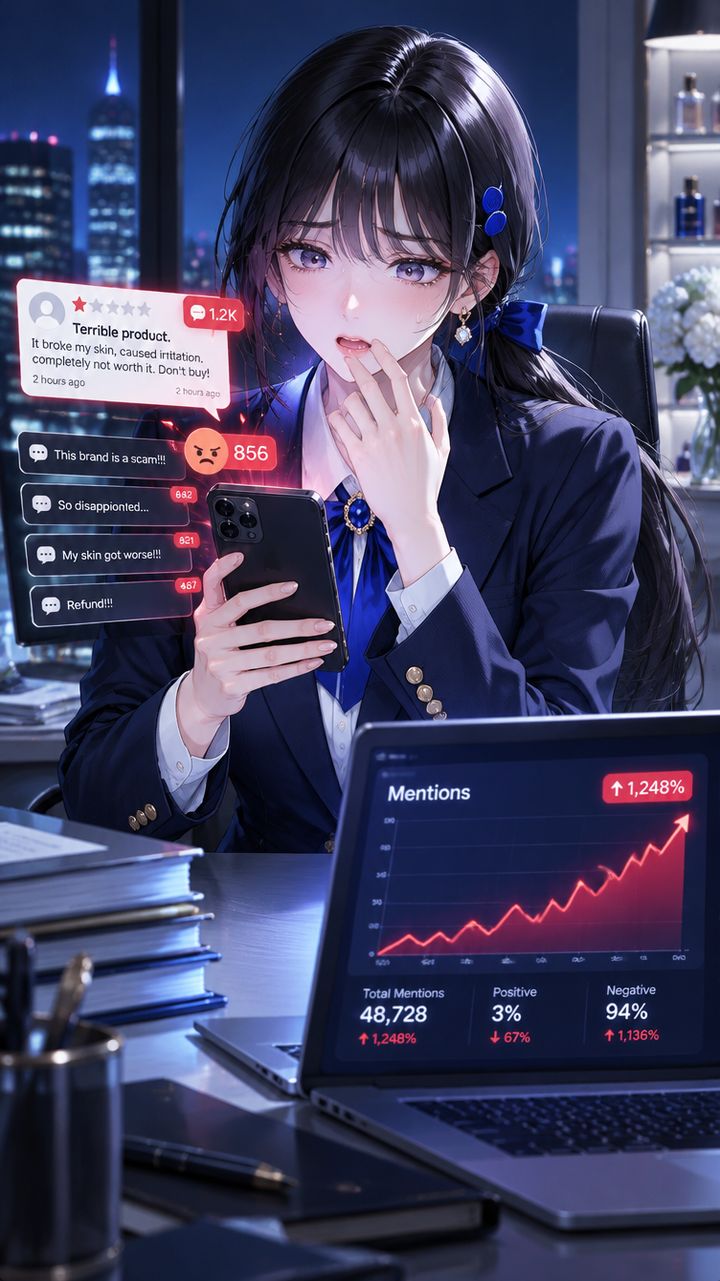 1.2K
Terrible product.
It broke my skin, caused irritation,
completely not worth it. Don't buy!
2 hours ago
2 hours ago
This brand is a scam!!!
856
So disappionted...
My skin got worse!!!
821
Refund!!!
Mentions
↑ 1,248%
Total Mentions
Positive
Negative
48,728
3%
94%
↑ 1,248%
↓ 67%
↑ 1,136%